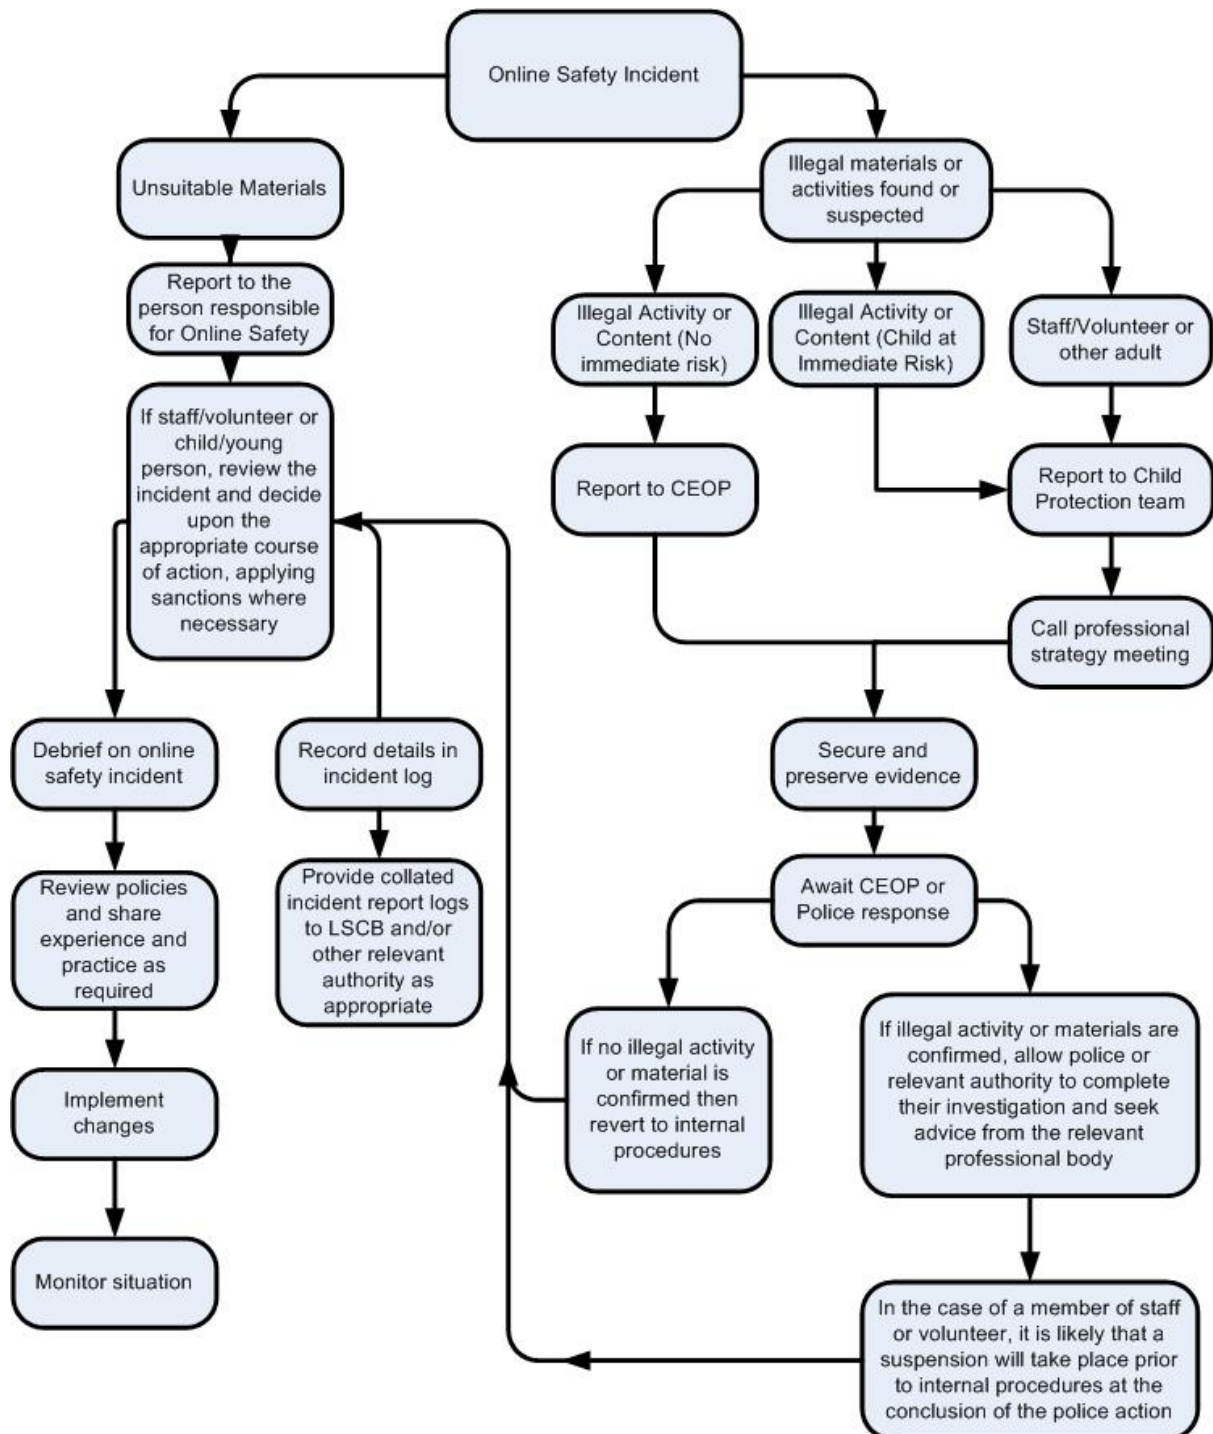 Online Safety Incident
Unsuitable Materials
Report to the
person responsible
for Online Safety
If staff/volunteer or
child/young
person, review the
incident and decide
upon the
appropriate course
of action, applying
sanctions where
necessary
Debrief on online
safety incident
Review policies
and share
experience and
practice as
required
Implement
changes
Monitor situation
Record details in
incident log
Provide collated
incident report logs
to LSCB and/or
other relevant
authority as
appropriate
Illegal materials or
activities found or
suspected
Illegal Activity or
Content (No
immediate risk)
Illegal Activity or
Content (Child at
Immediate Risk)
Staff/Volunteer or
other adult
Report to CEOP
Report to Child
Protection team
Call professional
strategy meeting
Secure and
preserve evidence
Await CEOP or
Police response
If no illegal activity
or material is
confirmed then
revert to internal
procedures
If illegal activity or materials are
confirmed, allow police or
relevant authority to complete
their investigation and seek
advice from the relevant
professional body
In the case of a member of staff
or volunteer, it is likely that a
suspension will take place prior
to internal procedures at the
conclusion of the police action